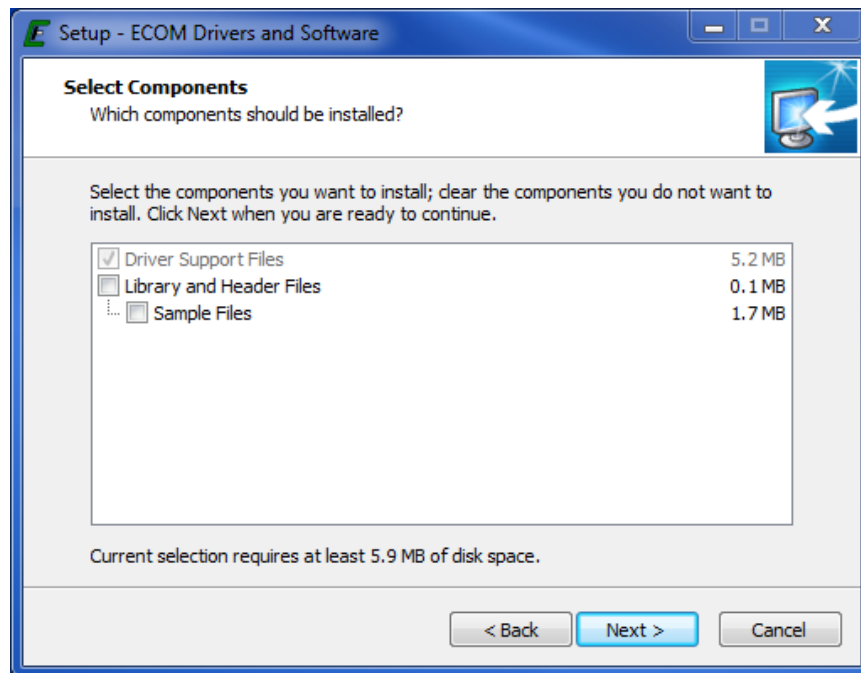 E Setup - ECOM Drivers and Software
Select Components
Which components should be installed?
Select the components you want to install; clear the components you do not want to
install. Click Next when you are ready to continue.
Driver Support Files 5.2 MB
Library and Header Files 0.1 MB
Sample Files 1.7 MB
Current selection requires at least 5.9 MB of disk space.
< Back Next > Cancel